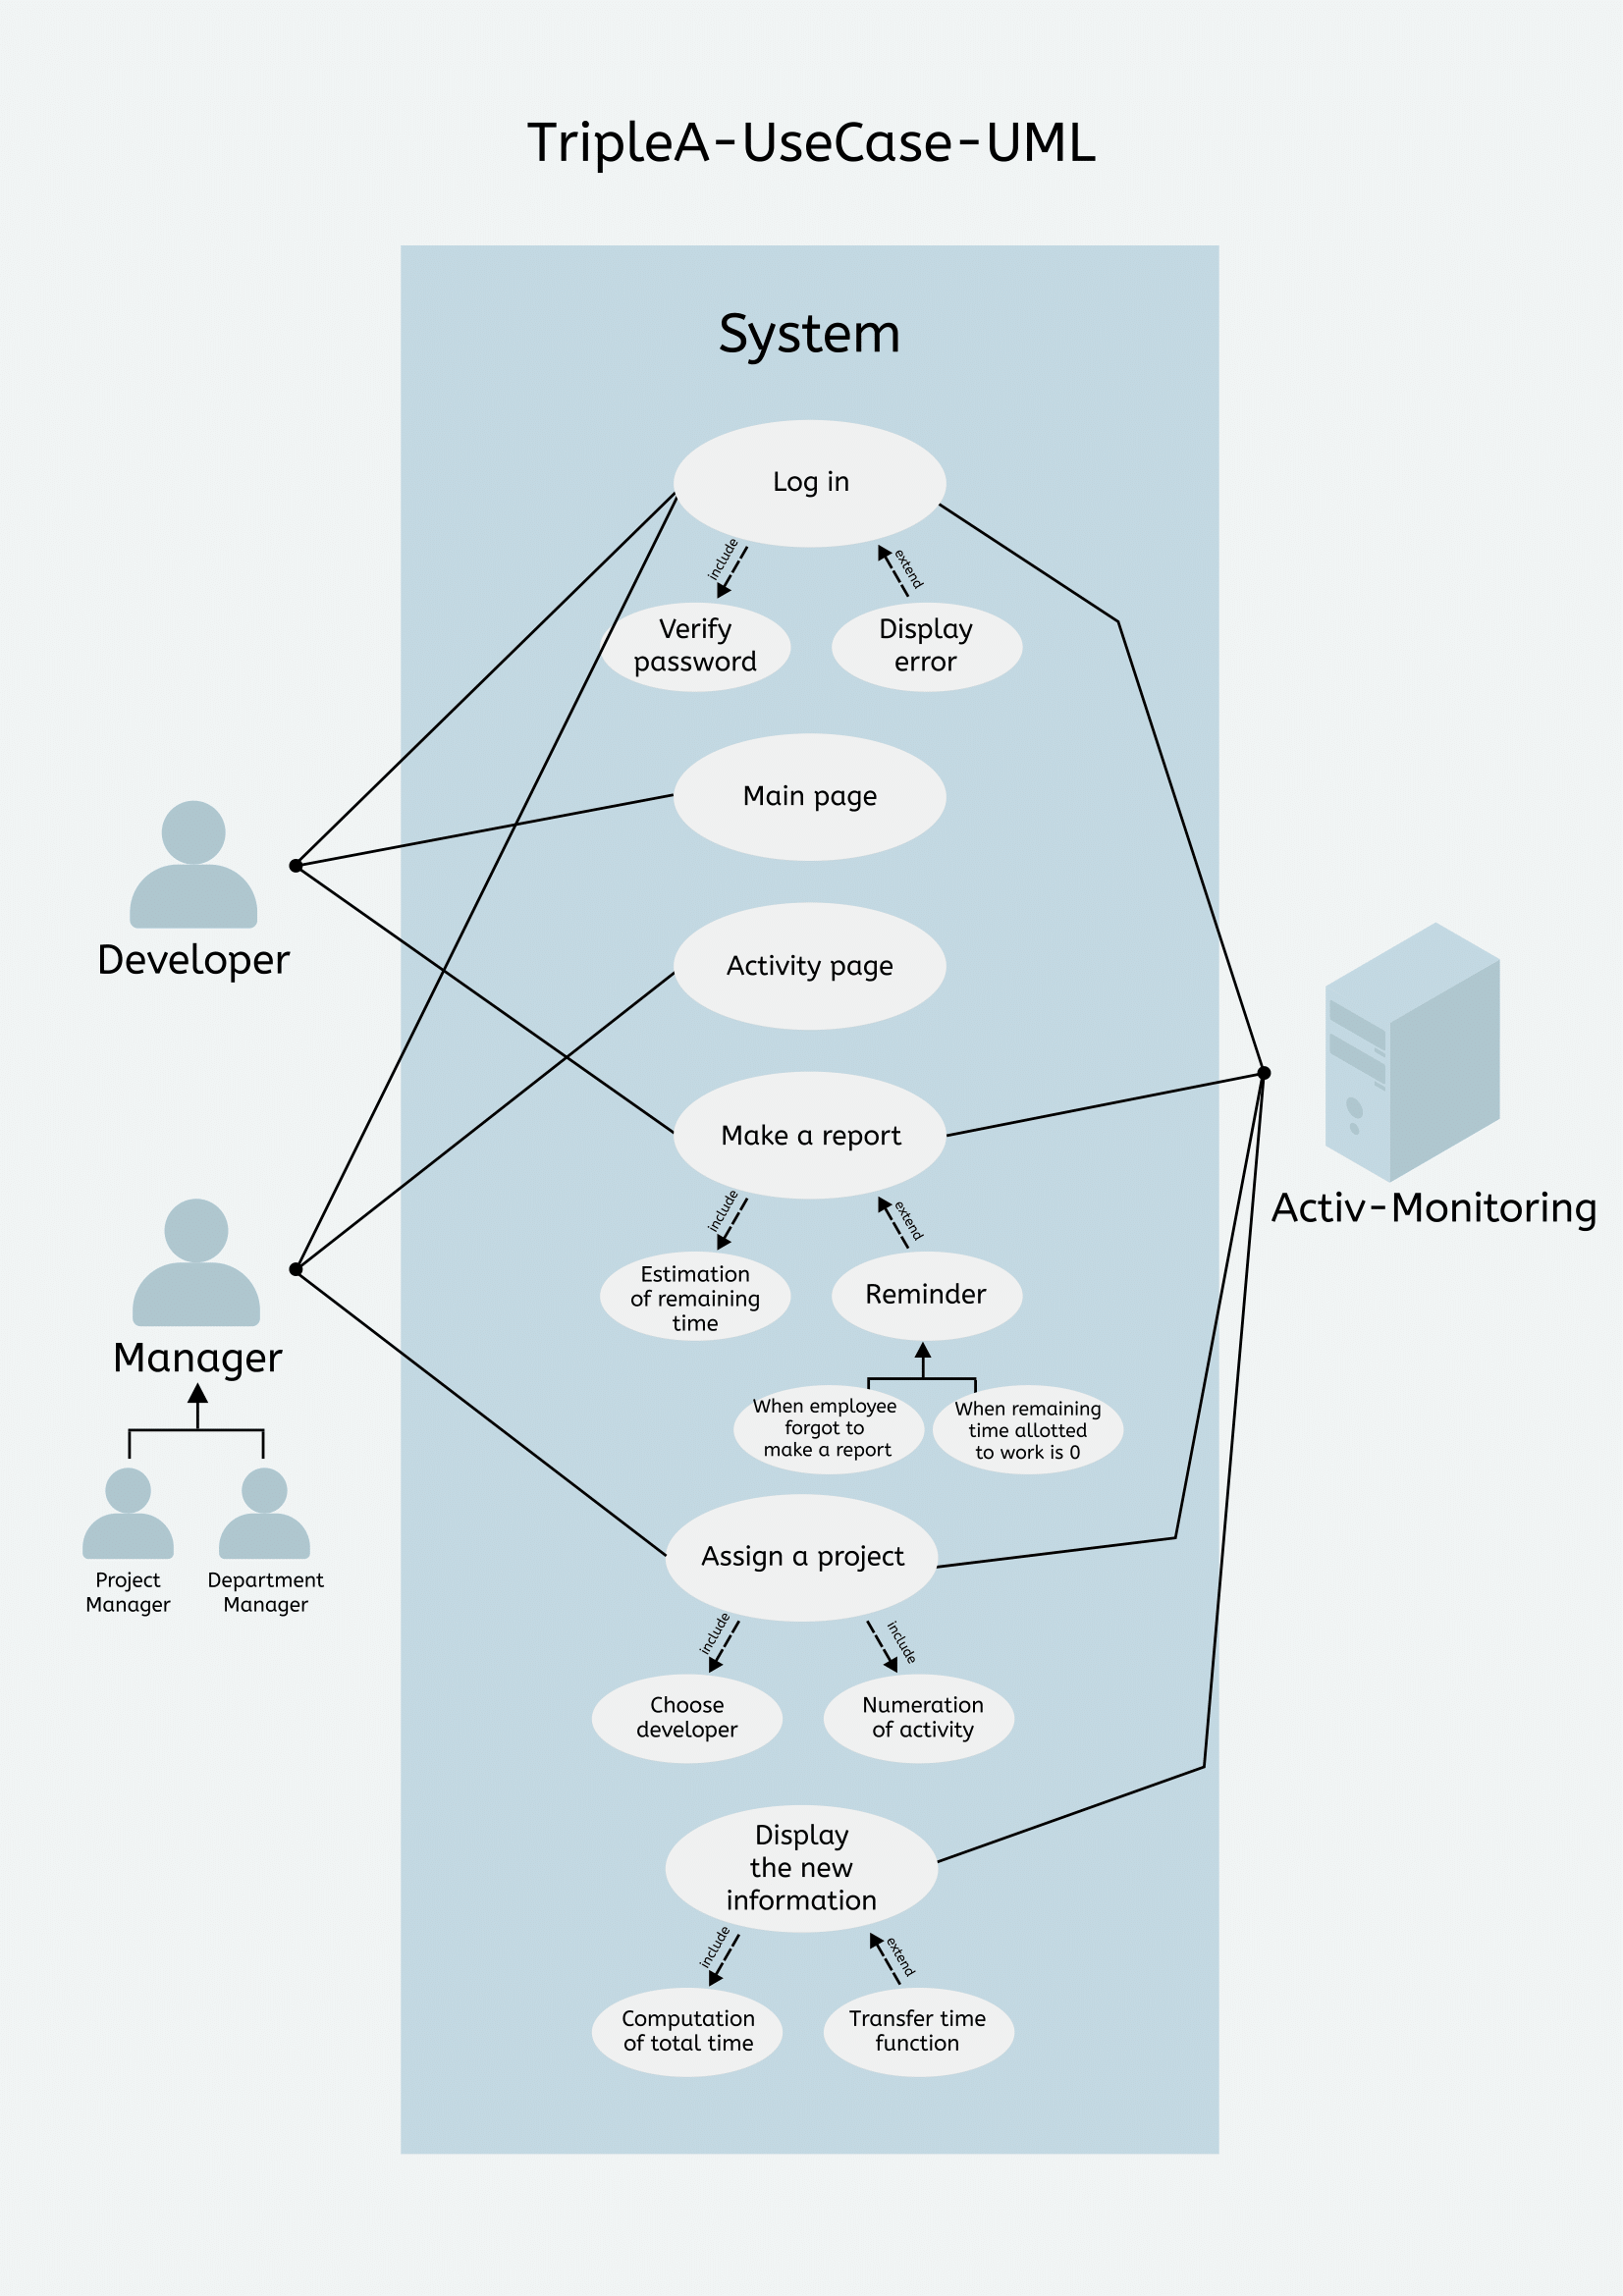 TripleA-UseCase-UML
System
Log in
include
extend
Verify
password
Display
error
Main page
Developer
Activity page
Make a report
Activ-Monitoring
include
extend
Estimation
of remaining
time
Reminder
Manager
When employee
forgot to
make a report
When remaining
time allotted
to work is 0
Project
Manager
Department
Manager
Assign a project
include
include
Choose
developer
Numeration
of activity
Display
the new
information
include
extend
Computation
of total time
Transfer time
function